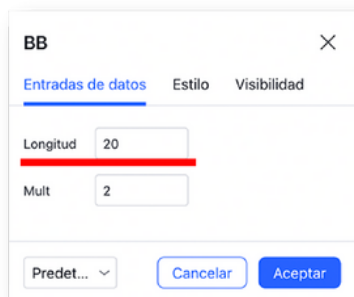 BB
Entradas de datos Estilo Visibilidad
Longitud 20
Mult 2
Predet... Cancelar Aceptar